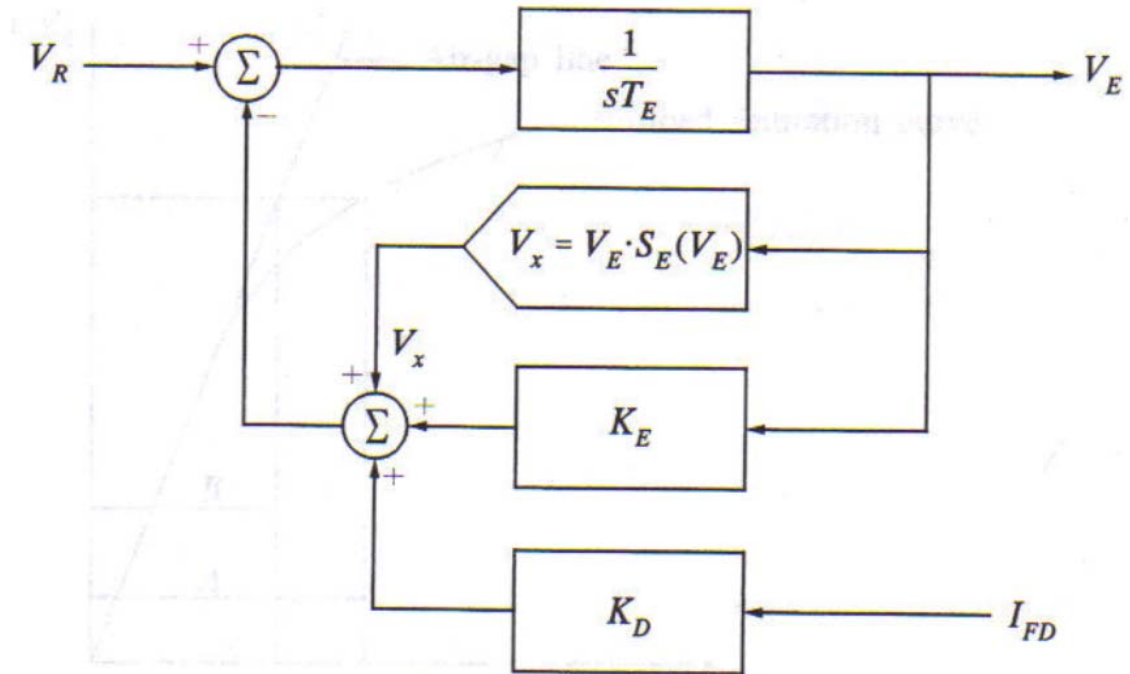 V_R + Σ 1/sT_E V_E
−
V_x = V_E·S_E(V_E)
V_x
+ + Σ K_E
+
K_D I_FD